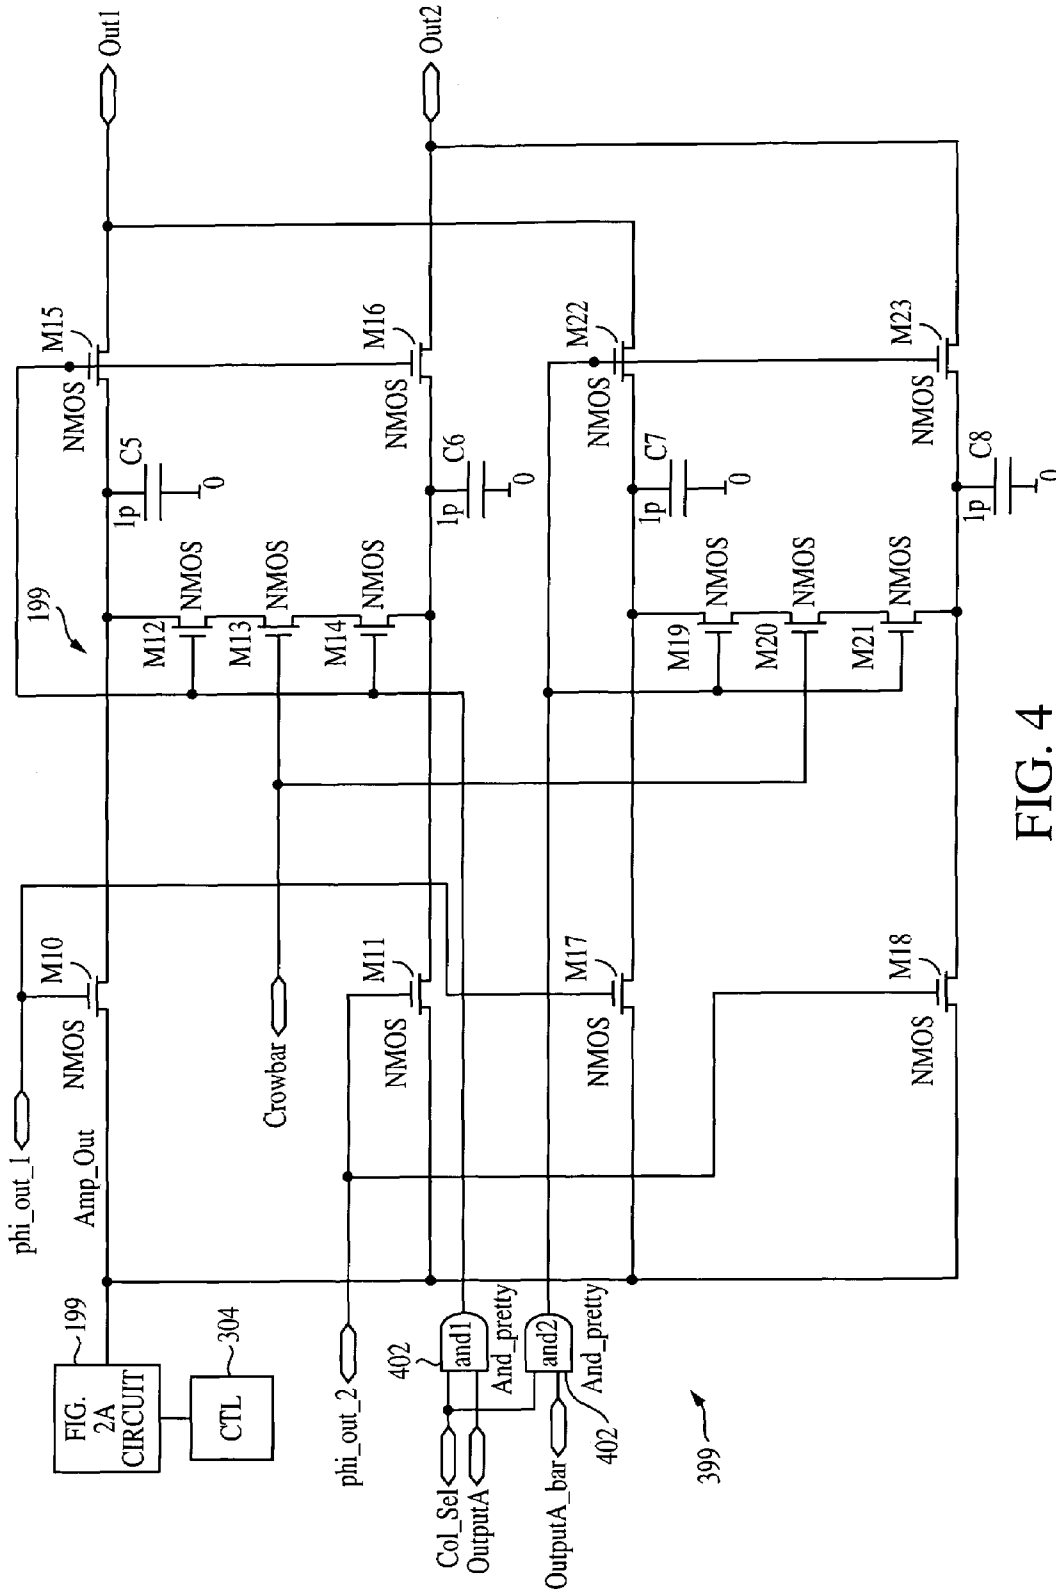 phi_out_1
Amp_Out
M10
NMOS
199
FIG.
2A
CIRCUIT
304
CTL
Crowbar
phi_out_2
M11
NMOS
M17
NMOS
M18
NMOS
Col_Sel
OutputA
402
and1
And_pretty
OutputA_bar
and2
402
And_pretty
199
M12
NMOS
M13
NMOS
M14
NMOS
M19
NMOS
M20
NMOS
M21
NMOS
1p
C5
0
1p
C6
0
1p
C7
0
1p
C8
0
M15
NMOS
M16
NMOS
M22
NMOS
M23
NMOS
Out1
Out2
399
FIG. 4